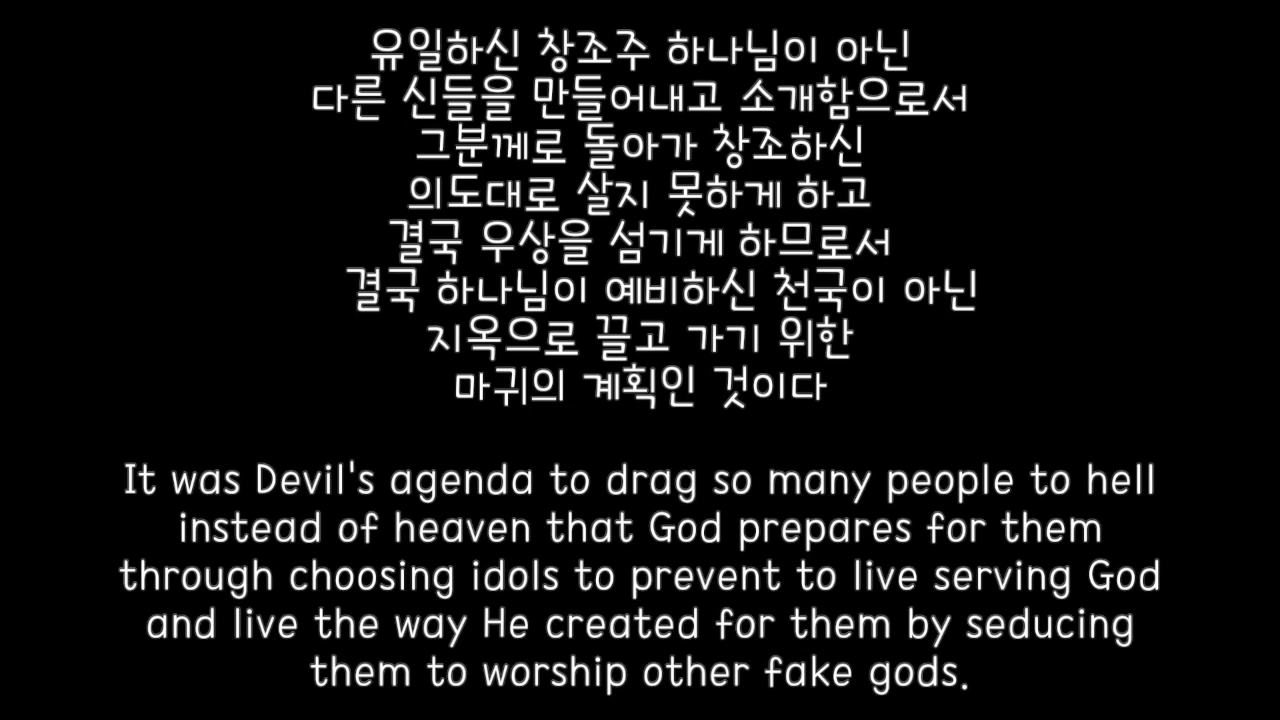 유일하신 창조주 하나님이 아닌
다른 신들을 만들어내고 소개함으로서
그분께로 돌아가 창조하신
의도대로 살지 못하게 하고
결국 우상을 섬기게 하므로서
결국 하나님이 예비하신 천국이 아닌
지옥으로 끌고 가기 위한
마귀의 계획인 것이다
It was Devil's agenda to drag so many people to hell
instead of heaven that God prepares for them
through choosing idols to prevent to live serving God
and live the way He created for them by seducing
them to worship other fake gods.